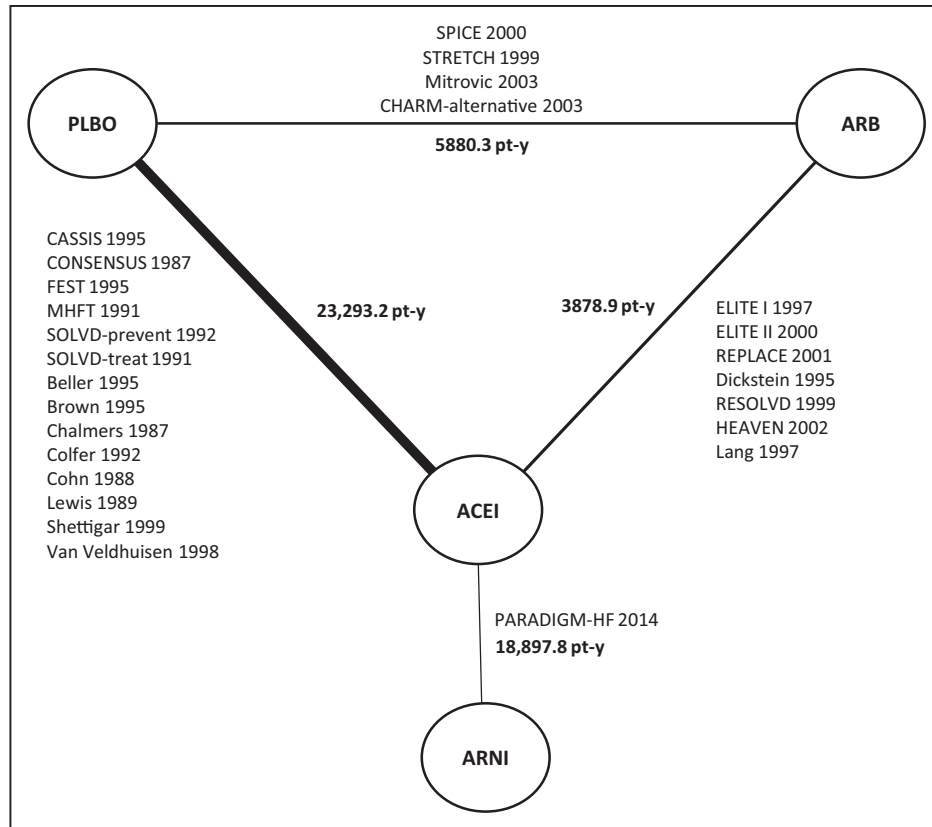 SPICE 2000
STRETCH 1999
Mitrovic 2003
CHARM-alternative 2003
PLBO
ARB
5880.3 pt-y
CASSIS 1995
CONSENSUS 1987
FEST 1995
MHFT 1991
SOLVD-prevent 1992
SOLVD-treat 1991
Beller 1995
Brown 1995
Chalmers 1987
Colfer 1992
Cohn 1988
Lewis 1989
Shettigar 1999
Van Veldhuisen 1998
23,293.2 pt-y
3878.9 pt-y
ELITE I 1997
ELITE II 2000
REPLACE 2001
Dickstein 1995
RESOLVD 1999
HEAVEN 2002
Lang 1997
ACEI
PARADIGM-HF 2014
18,897.8 pt-y
ARNI